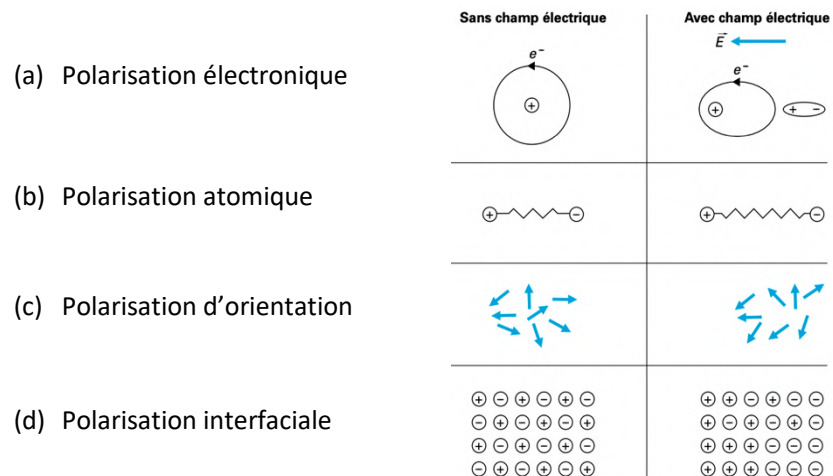 Sans champ électrique Avec champ électrique
E
e⁻ e⁻
(a) Polarisation électronique
+ + + −
(b) Polarisation atomique
+ − + −
(c) Polarisation d’orientation
+ − + − + − + + − + − −
− + − + − + − + − − + −
(d) Polarisation interfaciale
+ − + − + − + + − + − −
− + − + − + − + − + − −